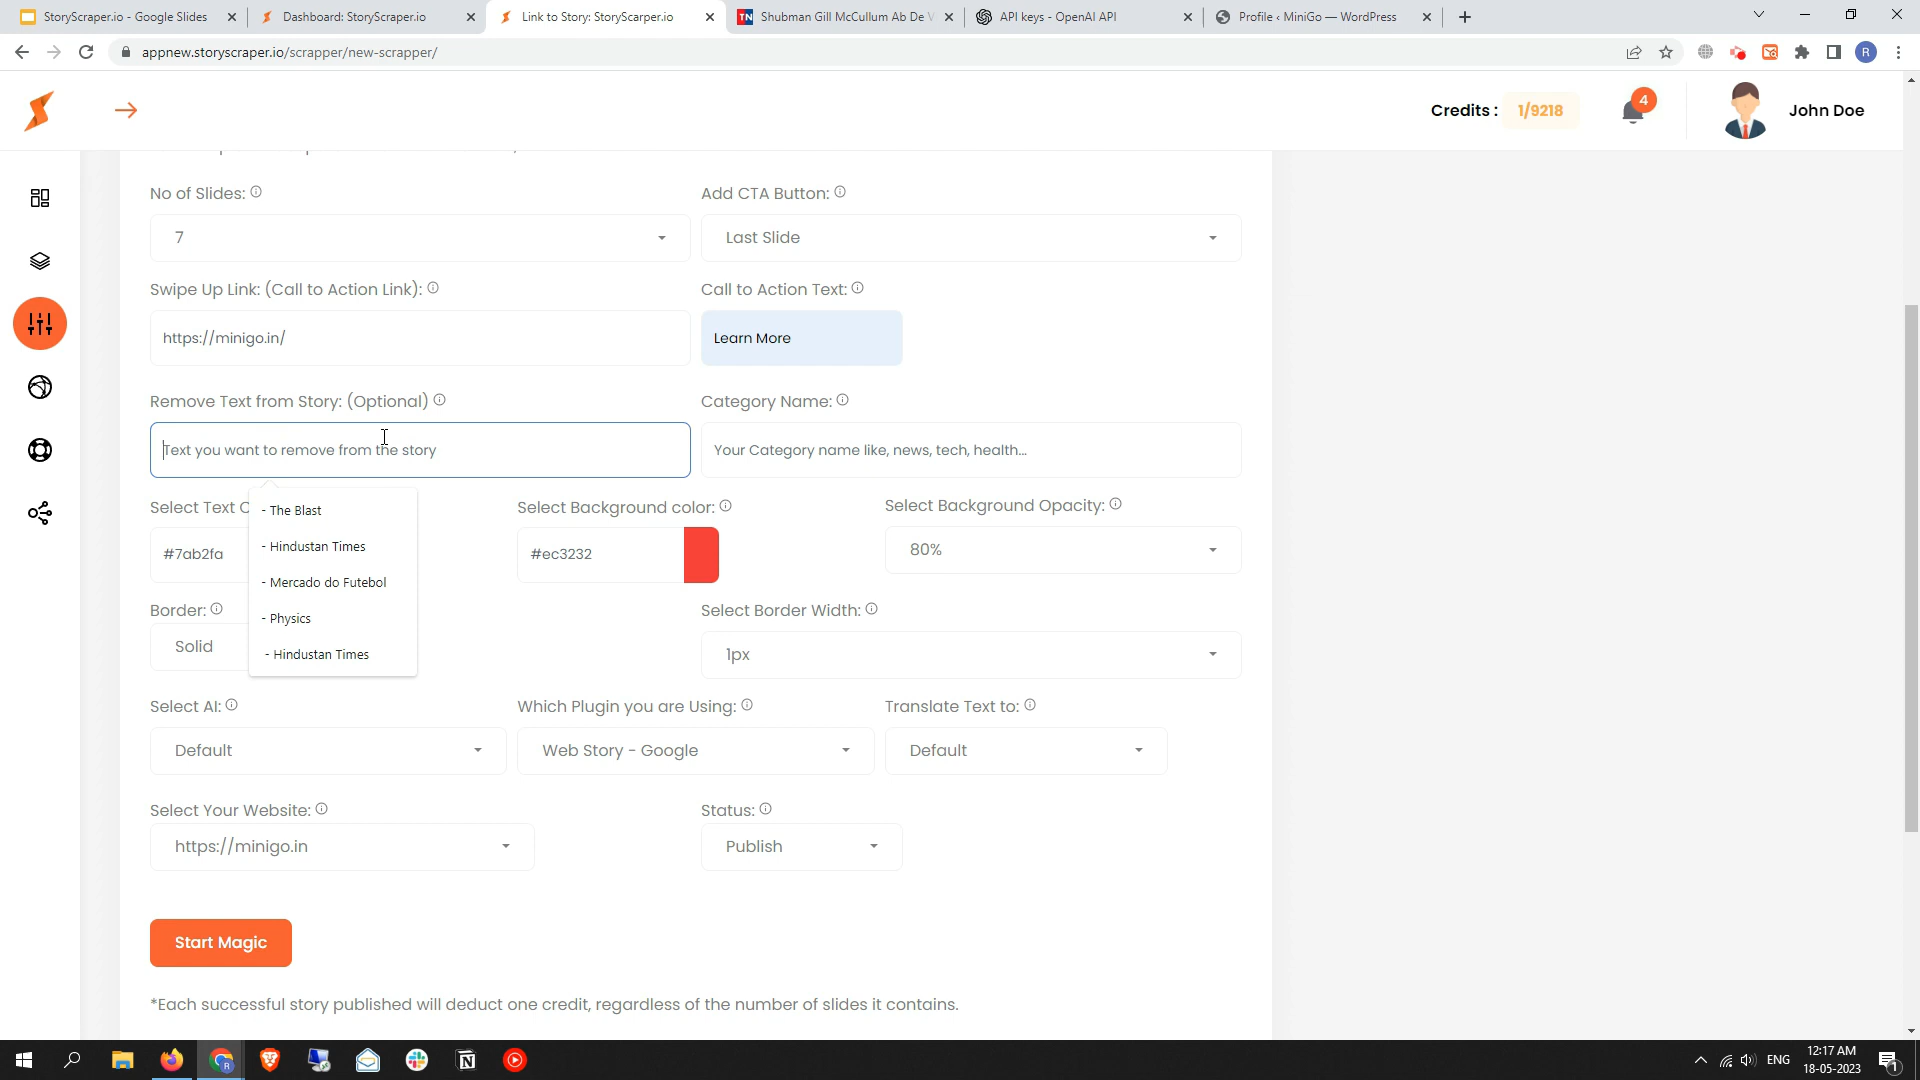 StoryScraper.io - Google Slides
Dashboard: StoryScraper.io
Link to Story: StoryScarper.io
Shubman Gill McCullum Ab De V
API keys - OpenAI API
Profile ‹ MiniGo — WordPress
appnew.storyscraper.io/scrapper/new-scrapper/
R
Credits : 1/9218
4
John Doe
No of Slides:
Add CTA Button:
7
Last Slide
Swipe Up Link: (Call to Action Link):
Call to Action Text:
https://minigo.in/
Learn More
Remove Text from Story: (Optional)
Category Name:
Text you want to remove from the story
Your Category name like, news, tech, health...
Select Text C
Select Background color:
Select Background Opacity:
- The Blast
- Hindustan Times
- Mercado do Futebol
- Physics
- Hindustan Times
#7ab2fa
#ec3232
80%
Border:
Select Border Width:
Solid
1px
Select AI:
Which Plugin you are Using:
Translate Text to:
Default
Web Story - Google
Default
Select Your Website:
Status:
https://minigo.in
Publish
Start Magic
*Each successful story published will deduct one credit, regardless of the number of slides it contains.
ENG
12:17 AM
18-05-2023
1